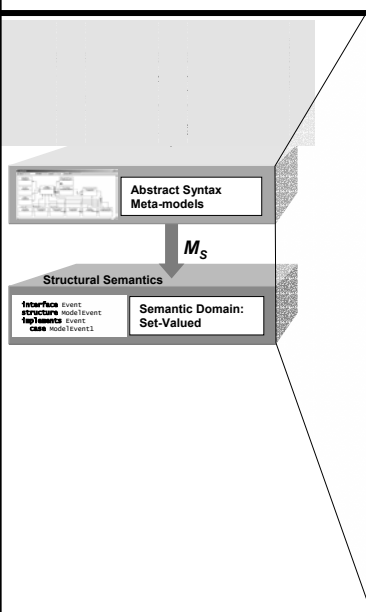 Abstract Syntax
Meta-models
M_S
Structural Semantics
interface Event
structure ModelEvent
implements Event
case ModelEvent1
Semantic Domain:
Set-Valued